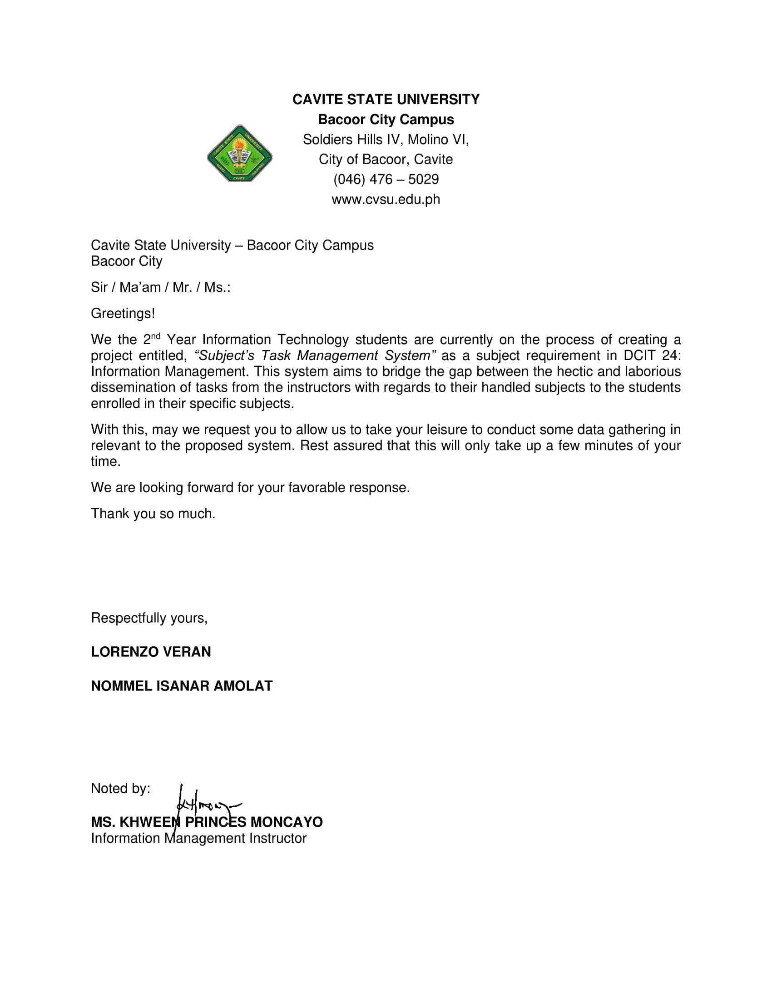 CAVITE STATE UNIVERSITY
Bacoor City Campus
Soldiers Hills IV, Molino VI,
City of Bacoor, Cavite
(046) 476 – 5029
www.cvsu.edu.ph
CAVITE STATE UNIVERSITY
INDANG CAVITE PHILIPPINES
Cavite State University – Bacoor City Campus
Bacoor City
Sir / Ma’am / Mr. / Ms.:
Greetings!
We the 2nd Year Information Technology students are currently on the process of creating a
project entitled, “Subject’s Task Management System” as a subject requirement in DCIT 24:
Information Management. This system aims to bridge the gap between the hectic and laborious
dissemination of tasks from the instructors with regards to their handled subjects to the students
enrolled in their specific subjects.
With this, may we request you to allow us to take your leisure to conduct some data gathering in
relevant to the proposed system. Rest assured that this will only take up a few minutes of your
time.
We are looking forward for your favorable response.
Thank you so much.
Respectfully yours,
LORENZO VERAN
NOMMEL ISANAR AMOLAT
Noted by:
MS. KHWEEN PRINCES MONCAYO
Information Management Instructor